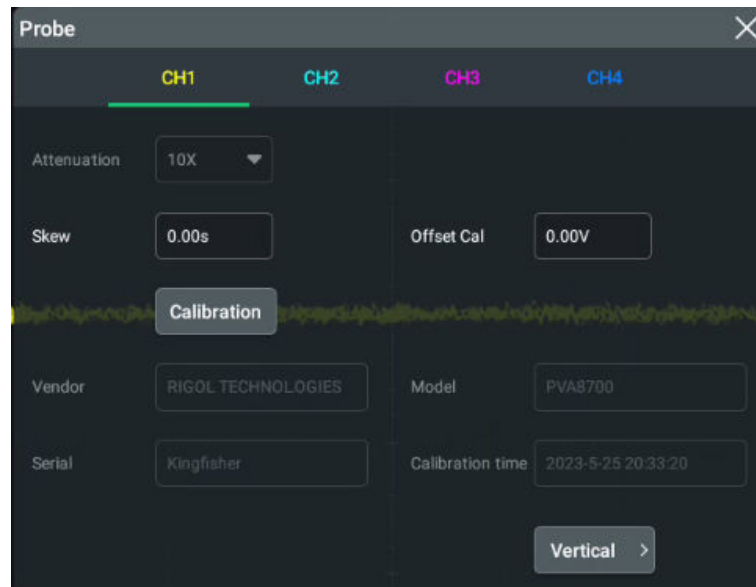 Probe
CH1 CH2 CH3 CH4
Attenuation 10X
Skew 0.00s Offset Cal 0.00V
Calibration
Vendor RIGOL TECHNOLOGIES Model PVA8700
Serial Kingfisher Calibration time 2023-5-25 20:33:20
Vertical >